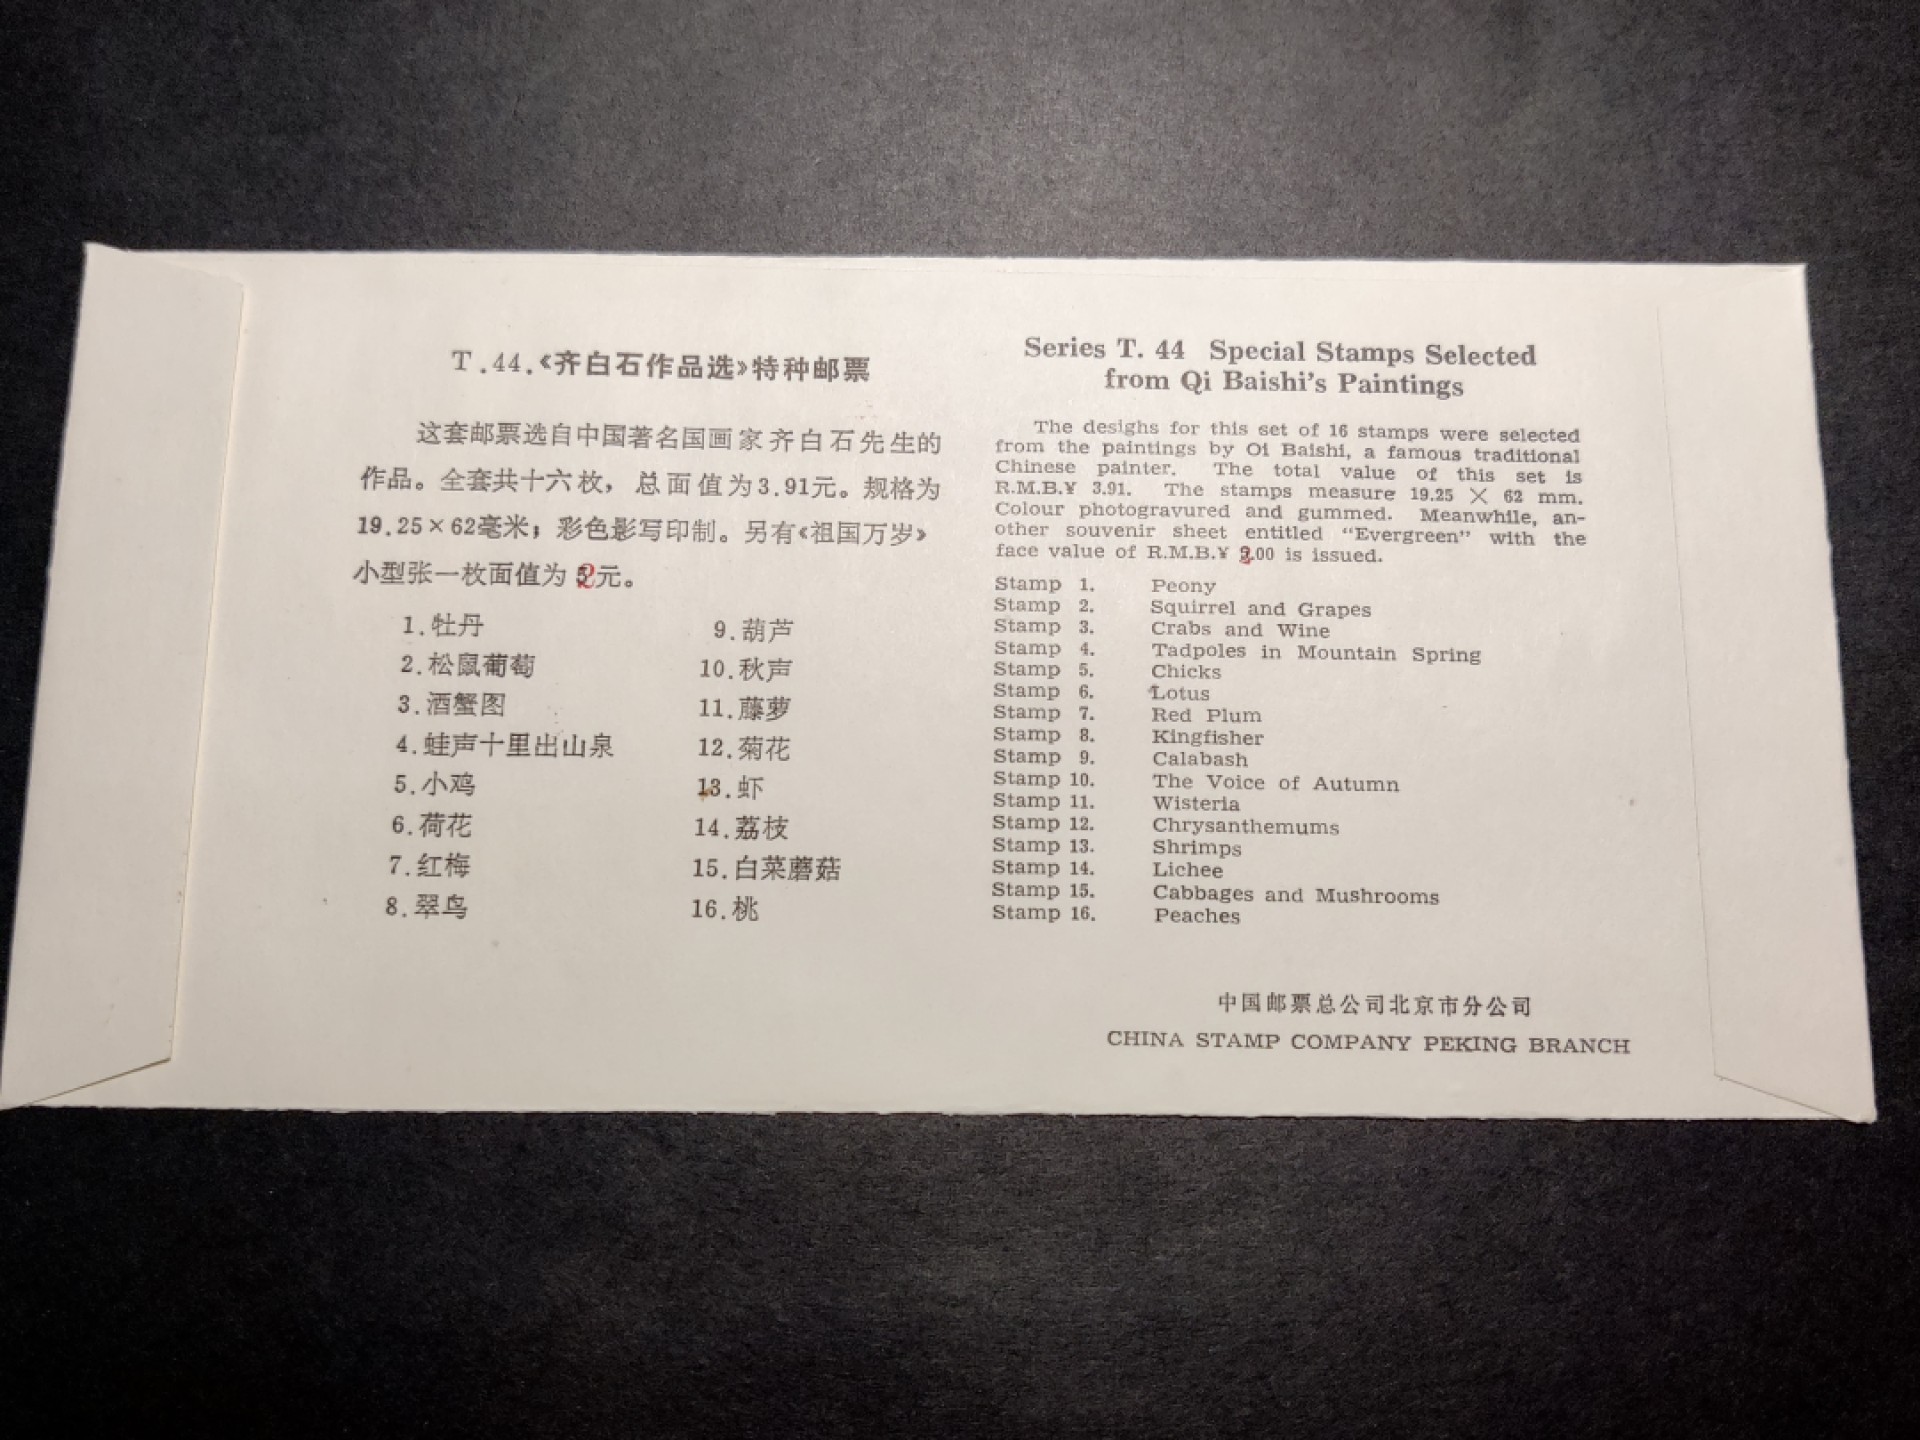 T.44.《齐白石作品选》特种邮票
这套邮票选自中国著名国画家齐白石先生的
作品。全套共十六枚，总面值为3.91元。规格为
19.25×62毫米；彩色影写印制。另有《祖国万岁》
小型张一枚面值为2元。
1.牡丹
2.松鼠葡萄
3.酒蟹图
4.蛙声十里出山泉
5.小鸡
6.荷花
7.红梅
8.翠鸟
9.葫芦
10.秋声
11.藤萝
12.菊花
13.虾
14.荔枝
15.白菜蘑菇
16.桃
Series T. 44 Special Stamps Selected
from Qi Baishi's Paintings
The desighs for this set of 16 stamps were selected
from the paintings by Oi Baishi, a famous traditional
Chinese painter. The total value of this set is
R.M.B.¥ 3.91. The stamps measure 19.25 × 62 mm.
Colour photogravured and gummed. Meanwhile, an-
other souvenir sheet entitled "Evergreen" with the
face value of R.M.B.¥ 2.00 is issued.
Stamp 1. Peony
Stamp 2. Squirrel and Grapes
Stamp 3. Crabs and Wine
Stamp 4. Tadpoles in Mountain Spring
Stamp 5. Chicks
Stamp 6. Lotus
Stamp 7. Red Plum
Stamp 8. Kingfisher
Stamp 9. Calabash
Stamp 10. The Voice of Autumn
Stamp 11. Wisteria
Stamp 12. Chrysanthemums
Stamp 13. Shrimps
Stamp 14. Lichee
Stamp 15. Cabbages and Mushrooms
Stamp 16. Peaches
中国邮票总公司北京市分公司
CHINA STAMP COMPANY PEKING BRANCH